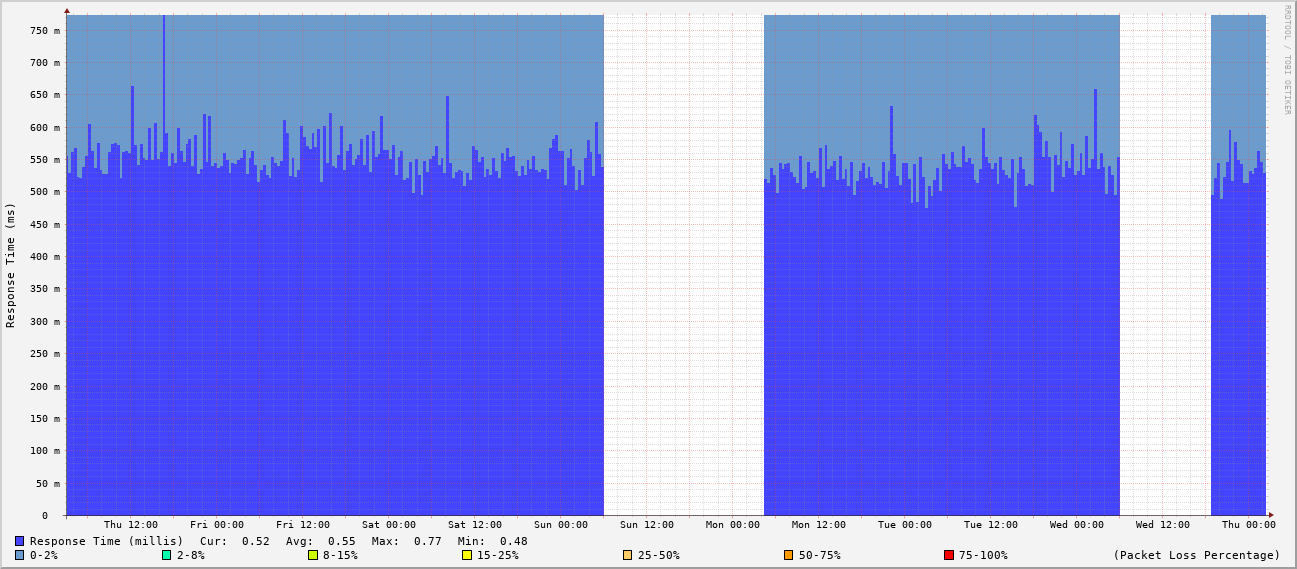 RRDTOOL / TOBI OETIKER
Response Time (ms)
750 m
700 m
650 m
600 m
550 m
500 m
450 m
400 m
350 m
300 m
250 m
200 m
150 m
100 m
50 m
0
Thu 12:00 Fri 00:00 Fri 12:00 Sat 00:00 Sat 12:00 Sun 00:00 Sun 12:00 Mon 00:00 Mon 12:00 Tue 00:00 Tue 12:00 Wed 00:00 Wed 12:00 Thu 00:00
Response Time (millis) Cur: 0.52 Avg: 0.55 Max: 0.77 Min: 0.48
0-2% 2-8% 8-15% 15-25% 25-50% 50-75% 75-100% (Packet Loss Percentage)